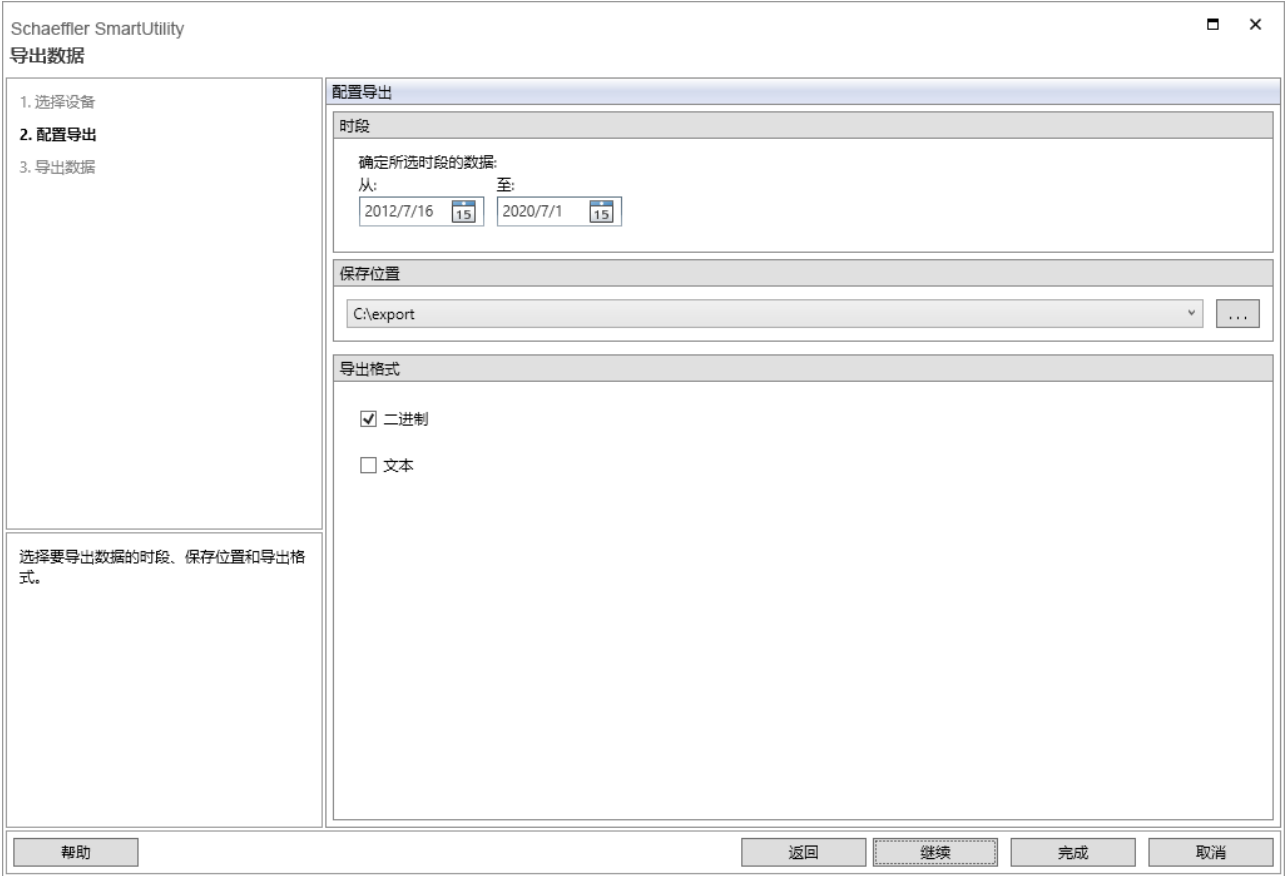 Schaeffler SmartUtility
导出数据
1. 选择设备
2. 配置导出
3. 导出数据
选择要导出数据的时段、保存位置和导出格
式。
配置导出
时段
确定所选时段的数据:
从: 至:
2012/7/16 15 2020/7/1 15
保存位置
C:\export ...
导出格式
二进制
文本
帮助 返回 继续 完成 取消